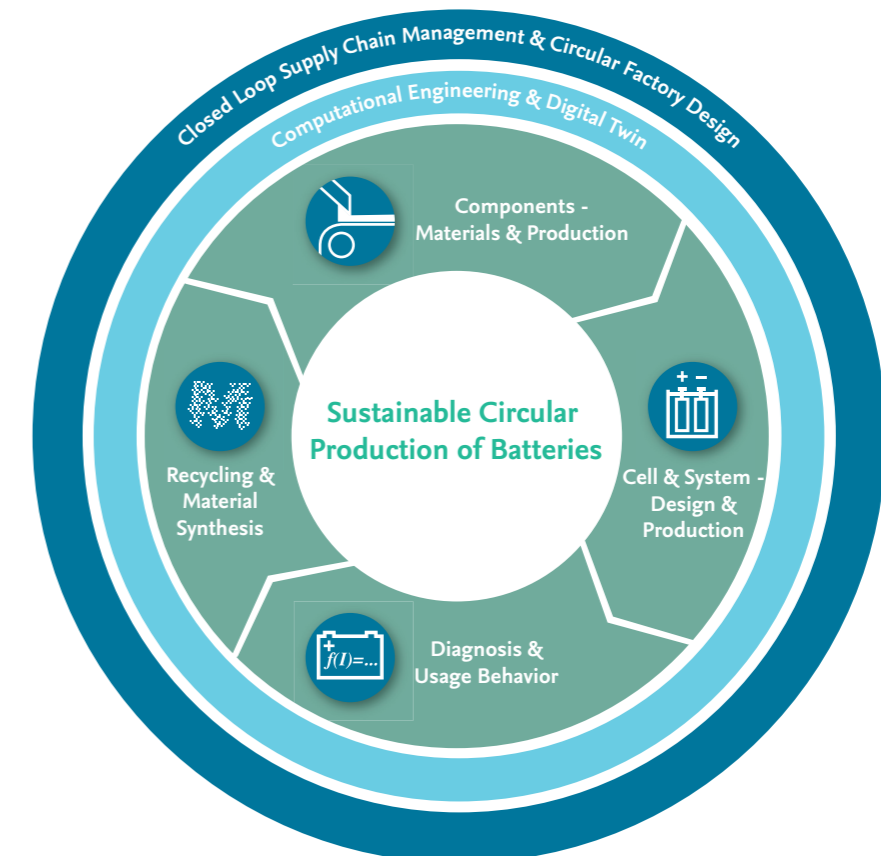 Closed Loop Supply Chain Management & Circular Factory Design
Computational Engineering & Digital Twin
Components -
Materials & Production
Sustainable Circular
Production of Batteries
+ −
Cell & System -
Design &
Production
Recycling &
Material
Synthesis
+
f(I)=...
Diagnosis &
Usage Behavior